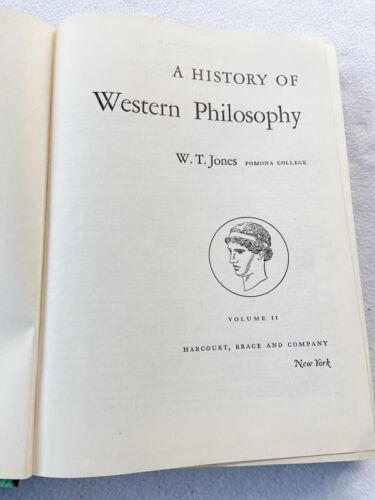 A HISTORY OF
Western Philosophy
W. T. Jones POMONA COLLEGE
VOLUME II
HARCOURT, BRACE AND COMPANY
New York